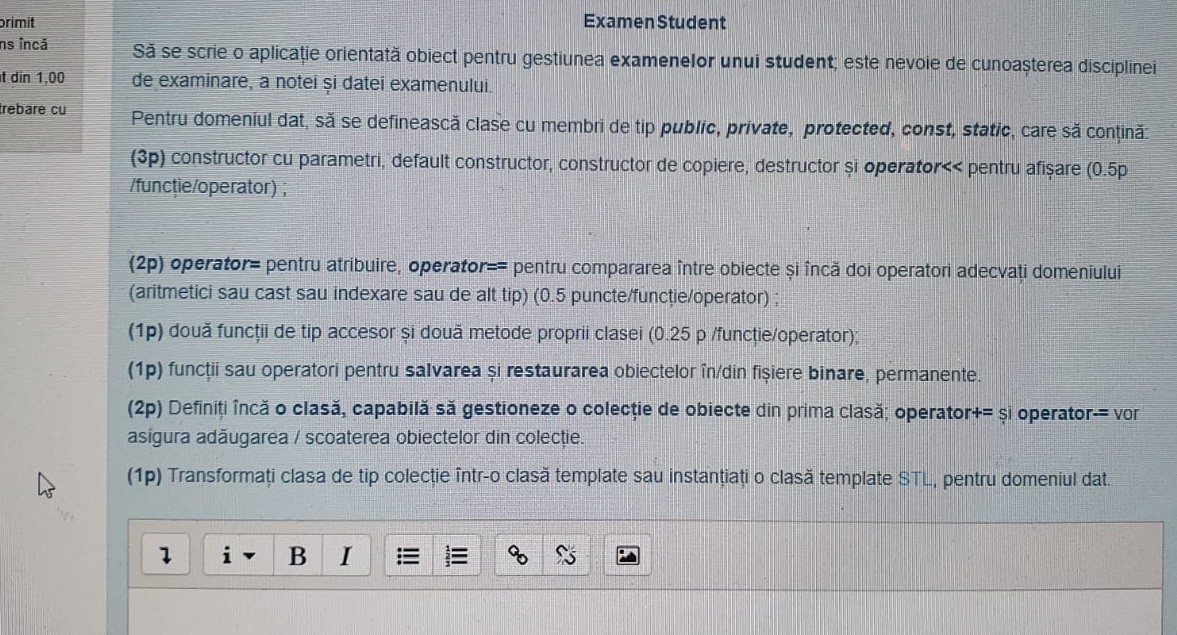 primit
ns încă
t din 1,00
trebare cu
Examen Student
Să se scrie o aplicație orientată obiect pentru gestiunea examenelor unui student; este nevoie de cunoașterea disciplinei
de examinare, a notei și datei examenului.
Pentru domeniul dat, să se definească clase cu membri de tip public, private, protected, const, static, care să conțină:
(3p) constructor cu parametri, default constructor, constructor de copiere, destructor și operator<< pentru afișare (0.5p
/funcție/operator) ;
(2p) operator= pentru atribuire, operator== pentru compararea între obiecte și încă doi operatori adecvați domeniului
(aritmetici sau cast sau indexare sau de alt tip) (0.5 puncte/funcție/operator) ;
(1p) două funcții de tip accesor și două metode proprii clasei (0.25 p /funcție/operator);
(1p) funcții sau operatori pentru salvarea și restaurarea obiectelor în/din fișiere binare, permanente.
(2p) Definiți încă o clasă, capabilă să gestioneze o colecție de obiecte din prima clasă; operator+= și operator-= vor
asigura adăugarea / scoaterea obiectelor din colecție.
(1p) Transformați clasa de tip colecție într-o clasă template sau instanțiați o clasă template STL, pentru domeniul dat.
i B I